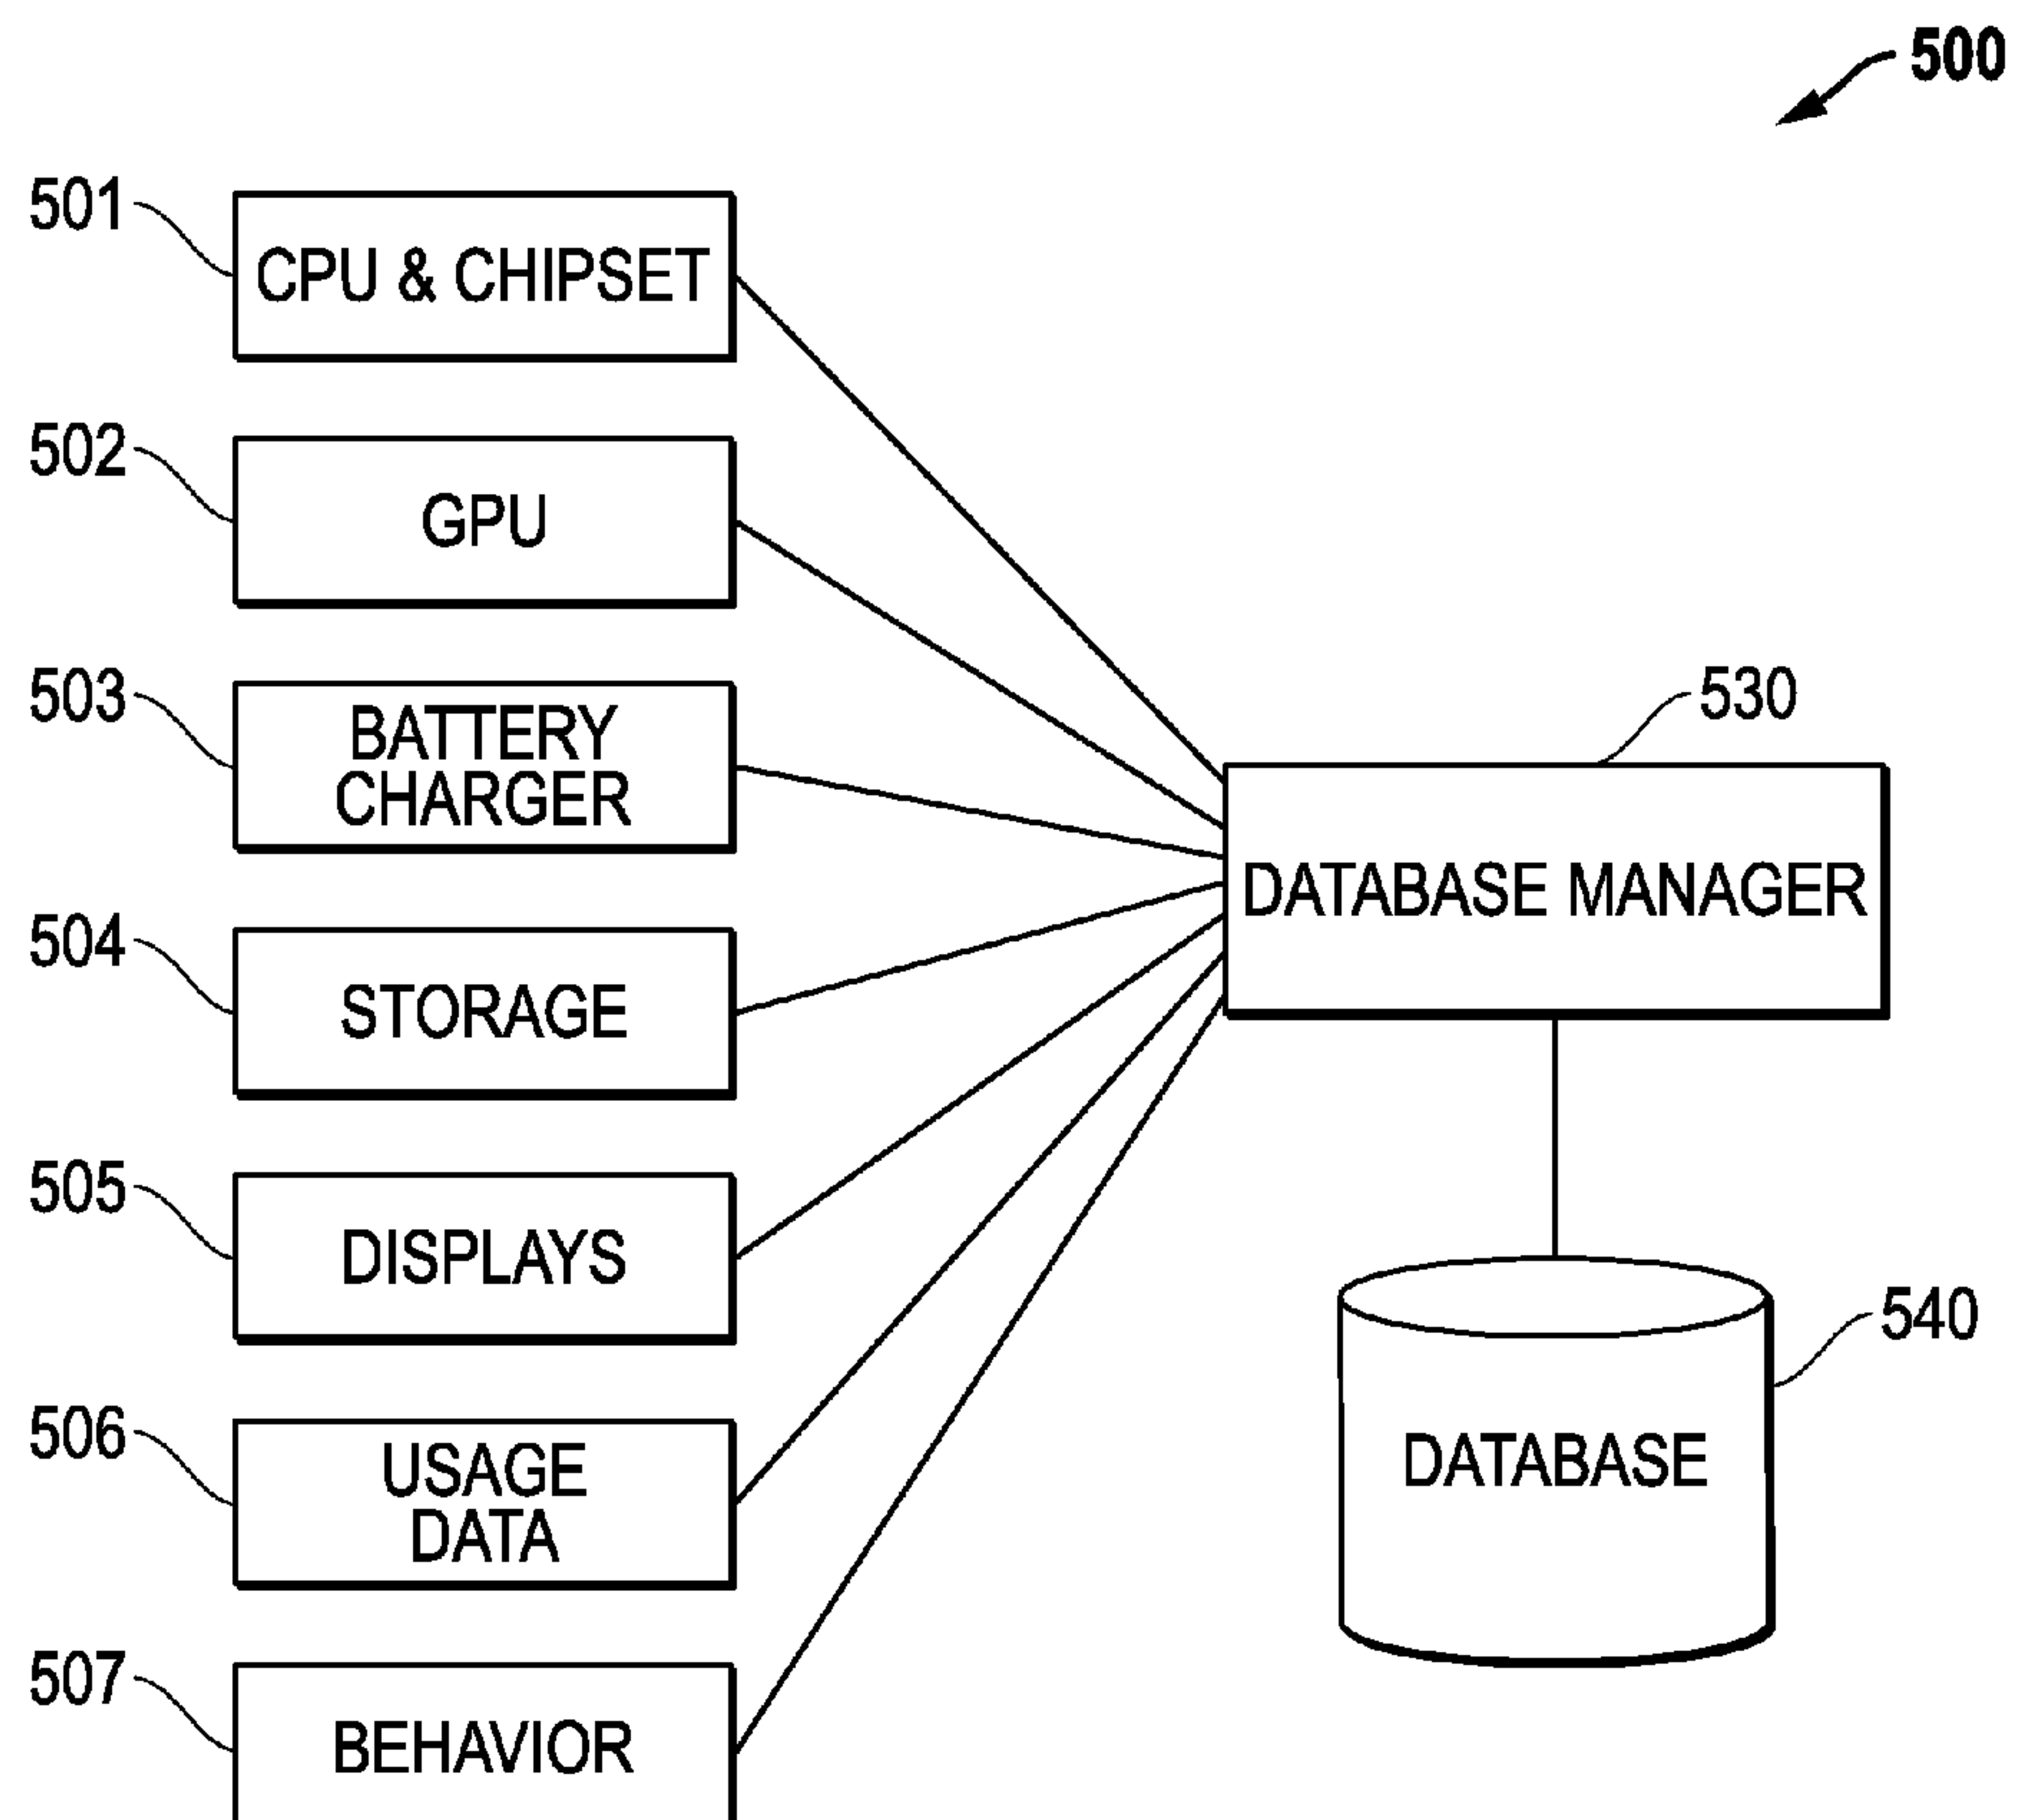 500
501
CPU & CHIPSET
502
GPU
503
BATTERY
CHARGER
530
DATABASE MANAGER
504
STORAGE
505
DISPLAYS
540
DATABASE
506
USAGE
DATA
507
BEHAVIOR